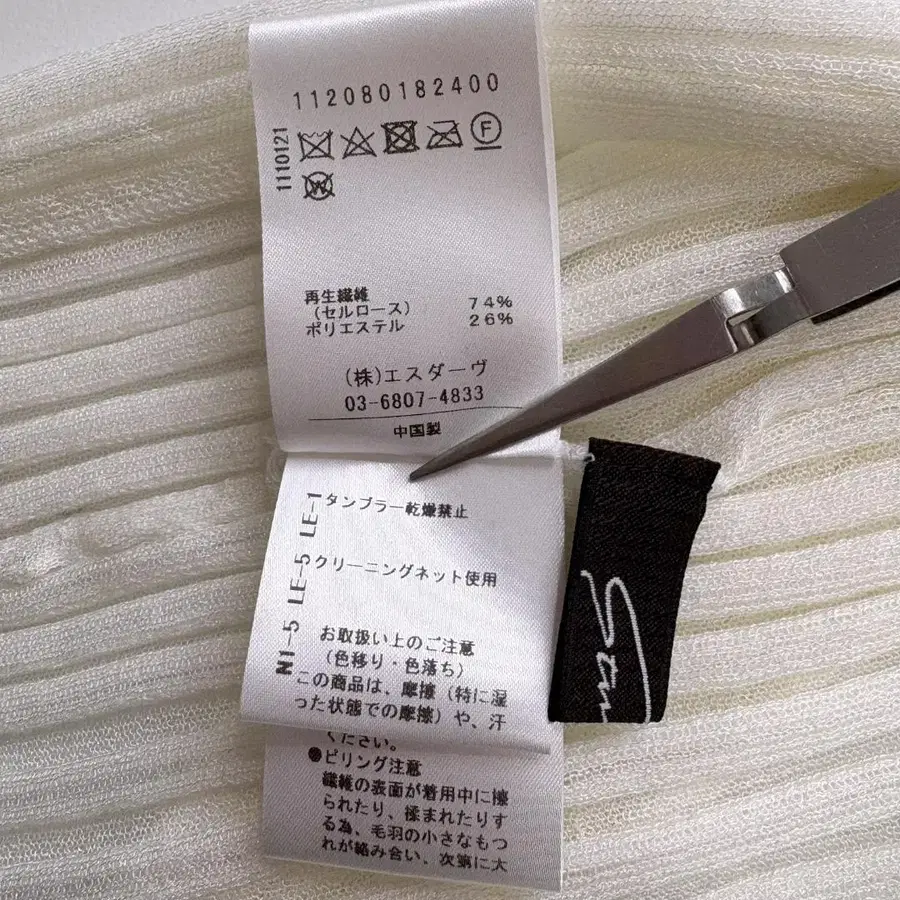 112080182400
1110121
F
W
再生繊維
(セルロース) 74%
ポリエステル 26%
(株)エスダーヴ
03-6807-4833
中国製
N1-5 LE-5 LE-1
タンブラー乾燥禁止
クリーニングネット使用
お取扱い上のご注意
(色移り・色落ち)
この商品は、摩擦(特に湿
った状態での摩擦)や、汗
ください。
●ピリング注意
繊維の表面が着用中に擦
られたり、揉まれたりす
る為、毛羽の小さなもつ
れが絡み合い、次第に大